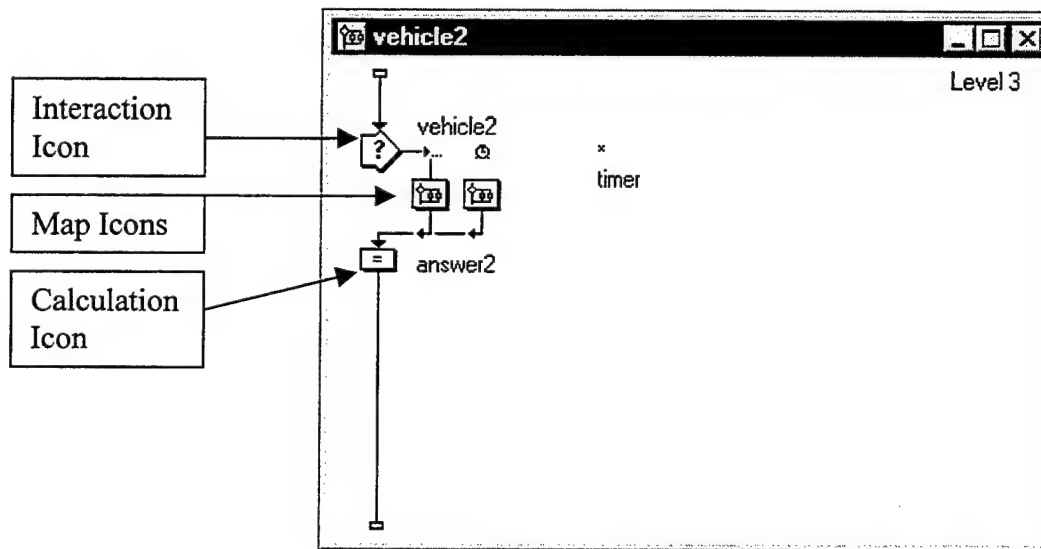 vehicle2
Level 3
Interaction
Icon
vehicle2
?
...
×
timer
Map Icons
=
answer2
Calculation
Icon